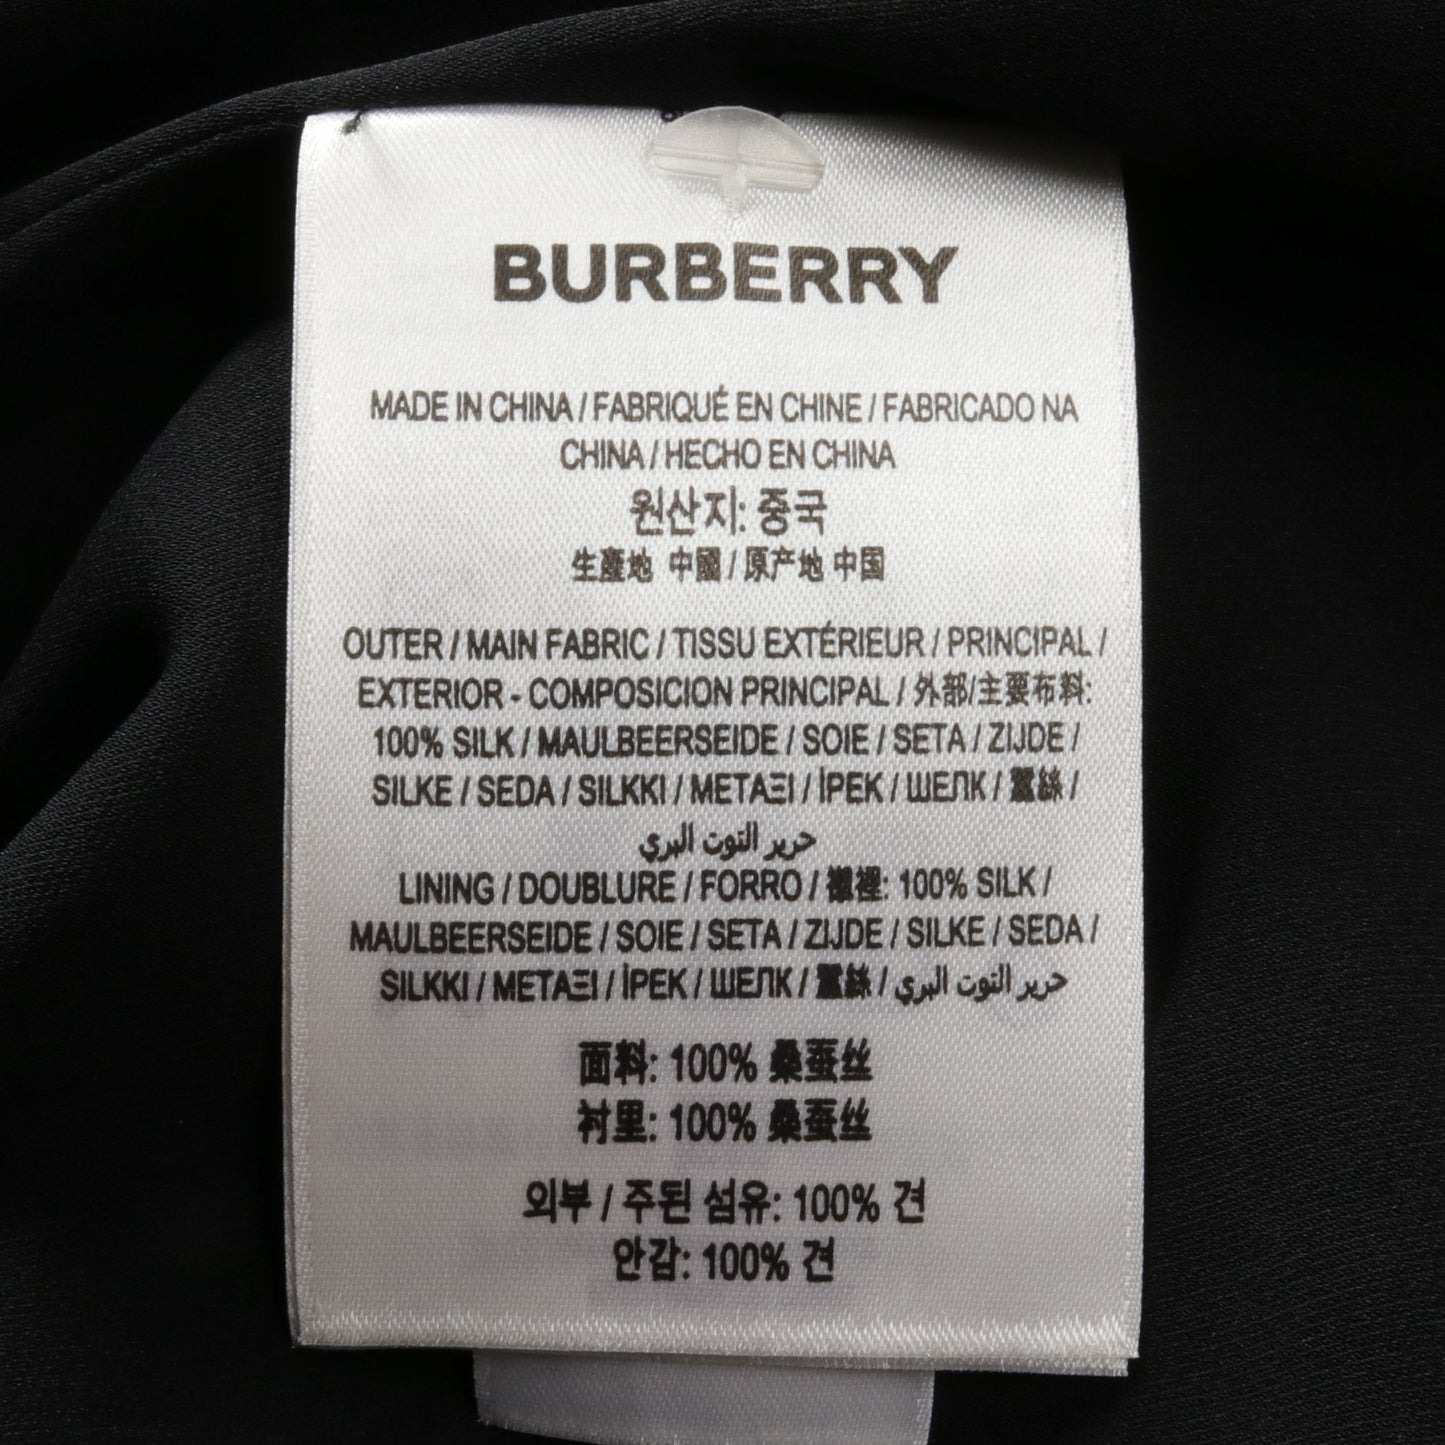 BURBERRY
MADE IN CHINA / FABRIQUÉ EN CHINE / FABRICADO NA
CHINA / HECHO EN CHINA
원산지: 중국
生產地 中國 / 原产地 中国
OUTER / MAIN FABRIC / TISSU EXTÉRIEUR / PRINCIPAL /
EXTERIOR - COMPOSICION PRINCIPAL / 外部/主要布料:
100% SILK / MAULBEERSEIDE / SOIE / SETA / ZIJDE /
SILKE / SEDA / SILKKI / ΜΕΤΑΞΙ / İPEK / ШЕЛК / 蠶絲 /
حرير التوت البري
LINING / DOUBLURE / FORRO / 襯裡: 100% SILK /
MAULBEERSEIDE / SOIE / SETA / ZIJDE / SILKE / SEDA /
SILKKI / ΜΕΤΑΞΙ / İPEK / ШЕЛК / 蠶絲 / حرير التوت البري
面料: 100% 桑蚕丝
衬里: 100% 桑蚕丝
외부 / 주된 섬유: 100% 견
안감: 100% 견